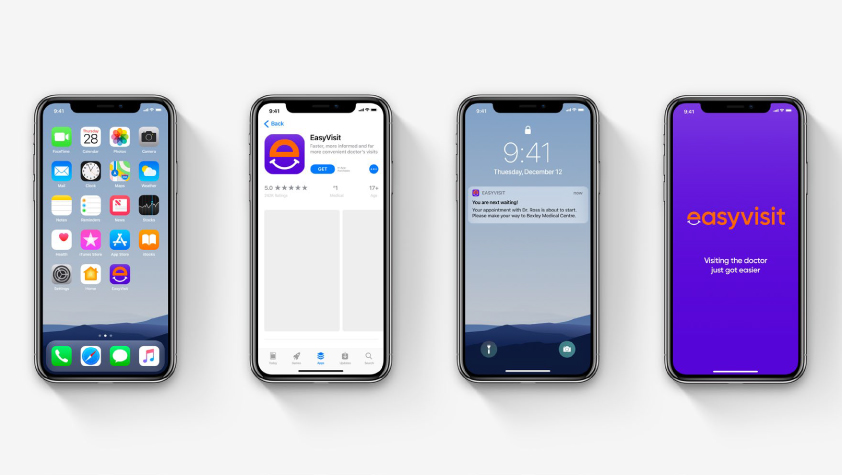 9:41
Thursday
28
FaceTime
Calendar
Photos
Camera
Mail
Clock
Maps
Weather
Notes
Reminders
News
Stocks
Health
iTunes Store
App Store
Books
Settings
Home
EasyVisit
9:41
Back
EasyVisit
Faster, more informed and far
more convenient doctor's visits
GET
5.0
17+
Age
9:41
9:41
Thuesday, December 12
EASYVISIT
now
You are next waiting!
Your appointment with Dr. Ross is about to start.
Please make your way to Bexley Medical Centre.
9:41
easyvisit
Visiting the doctor
just got easier